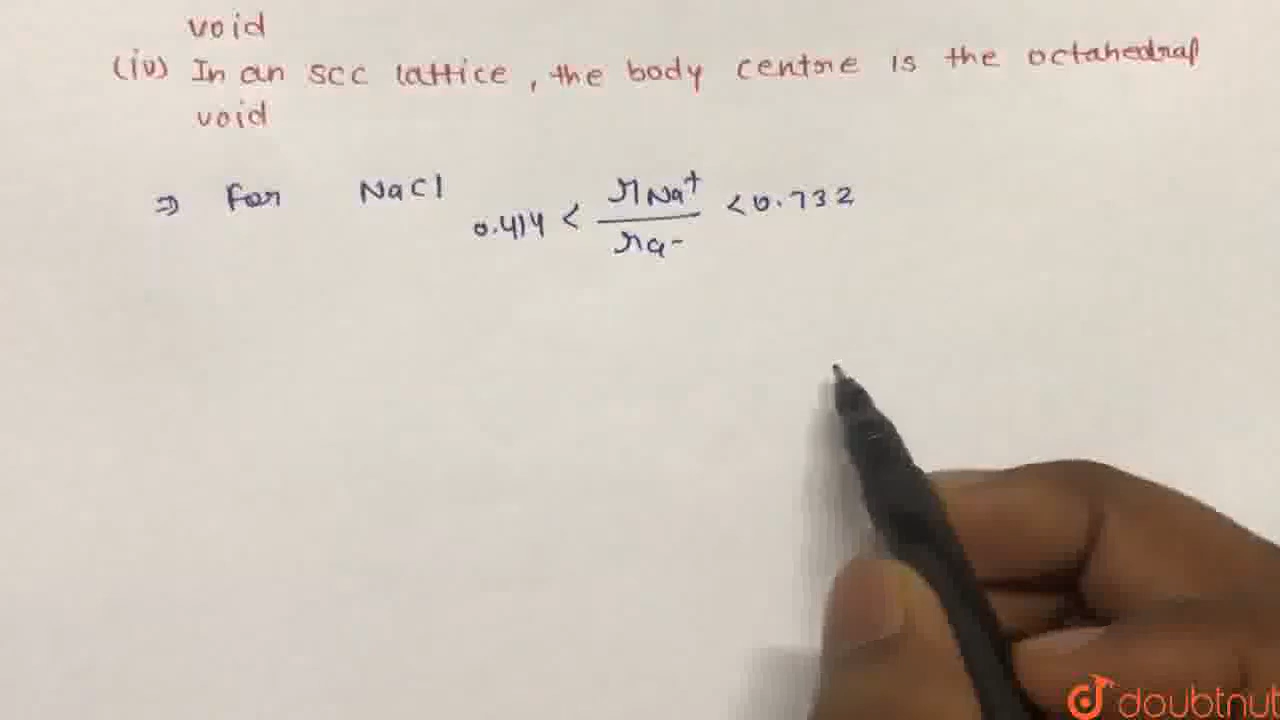 void
(iv) In an scc lattice, the body centre is the octahedral
void
⇒ For NaCl 0.414 < rNa+ / rCl- < 0.732
doubtnut